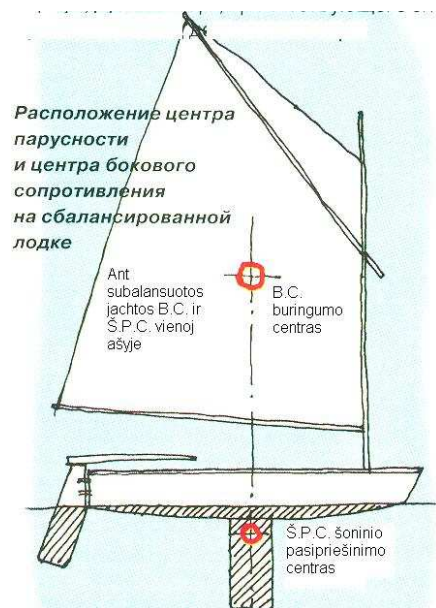 Расположение центра
парусности
и центра бокового
сопротивления
на сбалансированной
лодке
Ant
subalansuotos
jachtos B.C. ir
Š.P.C. vienoj
ašyje
B.C.
buringumo
centras
Š.P.C. šoninio
pasipriešinimo
centras